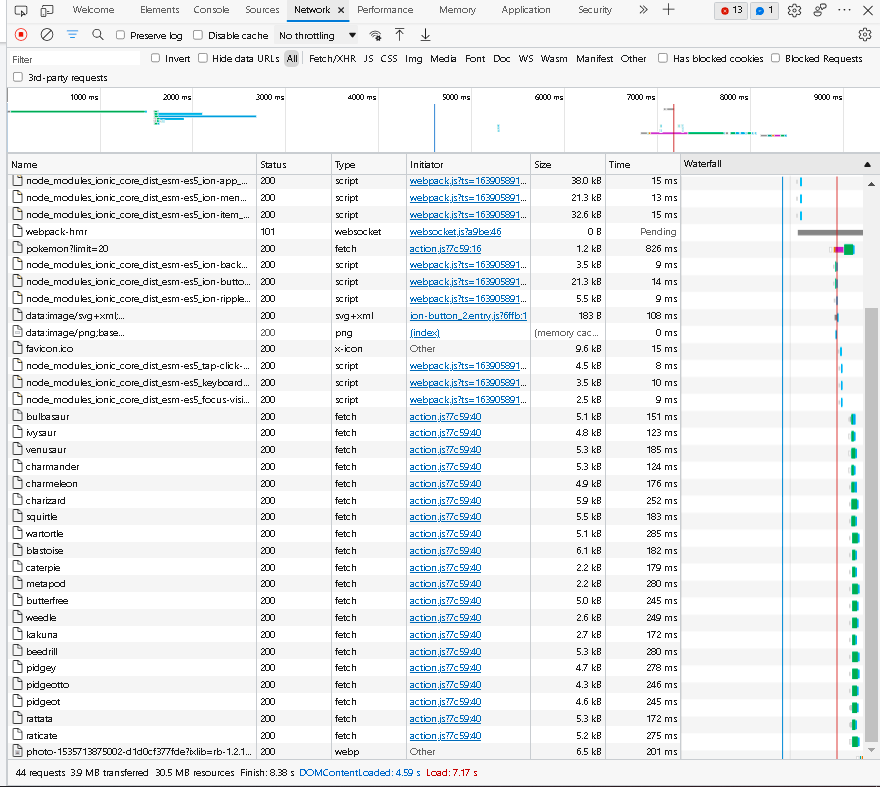 Welcome Elements Console Sources Network Performance Memory Application Security 13 1
Preserve log Disable cache No throttling
Filter Invert Hide data URLs All Fetch/XHR JS CSS Img Media Font Doc WS Wasm Manifest Other Has blocked cookies Blocked Requests
3rd-party requests
1000 ms 2000 ms 3000 ms 4000 ms 5000 ms 6000 ms 7000 ms 8000 ms 9000 ms
Name Status Type Initiator Size Time Waterfall
node_modules_ionic_core_dist_esm-es5_ion-app_... 200 script webpack.js?ts=163905891... 38.0 kB 15 ms
node_modules_ionic_core_dist_esm-es5_ion-men... 200 script webpack.js?ts=163905891... 21.3 kB 13 ms
node_modules_ionic_core_dist_esm-es5_ion-item_... 200 script webpack.js?ts=163905891... 32.6 kB 15 ms
webpack-hmr 101 websocket websocket.js?a9be:46 0 B Pending
pokemon?limit=20 200 fetch action.js?7c59:16 1.2 kB 826 ms
node_modules_ionic_core_dist_esm-es5_ion-back... 200 script webpack.js?ts=163905891... 3.5 kB 9 ms
node_modules_ionic_core_dist_esm-es5_ion-butto... 200 script webpack.js?ts=163905891... 21.3 kB 14 ms
node_modules_ionic_core_dist_esm-es5_ion-ripple... 200 script webpack.js?ts=163905891... 5.5 kB 9 ms
data:image/svg+xml;... 200 svg+xml ion-button_2.entry.js?6ffb:1 183 B 108 ms
data:image/png;base... 200 png (index) (memory cac... 0 ms
favicon.ico 200 x-icon Other 9.6 kB 15 ms
node_modules_ionic_core_dist_esm-es5_tap-click-... 200 script webpack.js?ts=163905891... 4.5 kB 8 ms
node_modules_ionic_core_dist_esm-es5_keyboard... 200 script webpack.js?ts=163905891... 3.5 kB 10 ms
node_modules_ionic_core_dist_esm-es5_focus-visi... 200 script webpack.js?ts=163905891... 2.5 kB 9 ms
bulbasaur 200 fetch action.js?7c59:40 5.1 kB 151 ms
ivysaur 200 fetch action.js?7c59:40 4.8 kB 123 ms
venusaur 200 fetch action.js?7c59:40 5.3 kB 185 ms
charmander 200 fetch action.js?7c59:40 5.3 kB 124 ms
charmeleon 200 fetch action.js?7c59:40 4.9 kB 176 ms
charizard 200 fetch action.js?7c59:40 5.9 kB 252 ms
squirtle 200 fetch action.js?7c59:40 5.5 kB 183 ms
wartortle 200 fetch action.js?7c59:40 5.1 kB 285 ms
blastoise 200 fetch action.js?7c59:40 6.1 kB 182 ms
caterpie 200 fetch action.js?7c59:40 2.2 kB 179 ms
metapod 200 fetch action.js?7c59:40 2.2 kB 280 ms
butterfree 200 fetch action.js?7c59:40 5.0 kB 245 ms
weedle 200 fetch action.js?7c59:40 2.6 kB 249 ms
kakuna 200 fetch action.js?7c59:40 2.7 kB 172 ms
beedrill 200 fetch action.js?7c59:40 5.3 kB 280 ms
pidgey 200 fetch action.js?7c59:40 4.7 kB 278 ms
pidgeotto 200 fetch action.js?7c59:40 4.3 kB 246 ms
pidgeot 200 fetch action.js?7c59:40 4.6 kB 245 ms
rattata 200 fetch action.js?7c59:40 5.3 kB 172 ms
raticate 200 fetch action.js?7c59:40 5.2 kB 275 ms
photo-1535713875002-d1d0cf377fde?ixlib=rb-1.2.1... 200 webp Other 6.5 kB 201 ms
44 requests 3.9 MB transferred 30.5 MB resources Finish: 8.38 s DOMContentLoaded: 4.59 s Load: 7.17 s